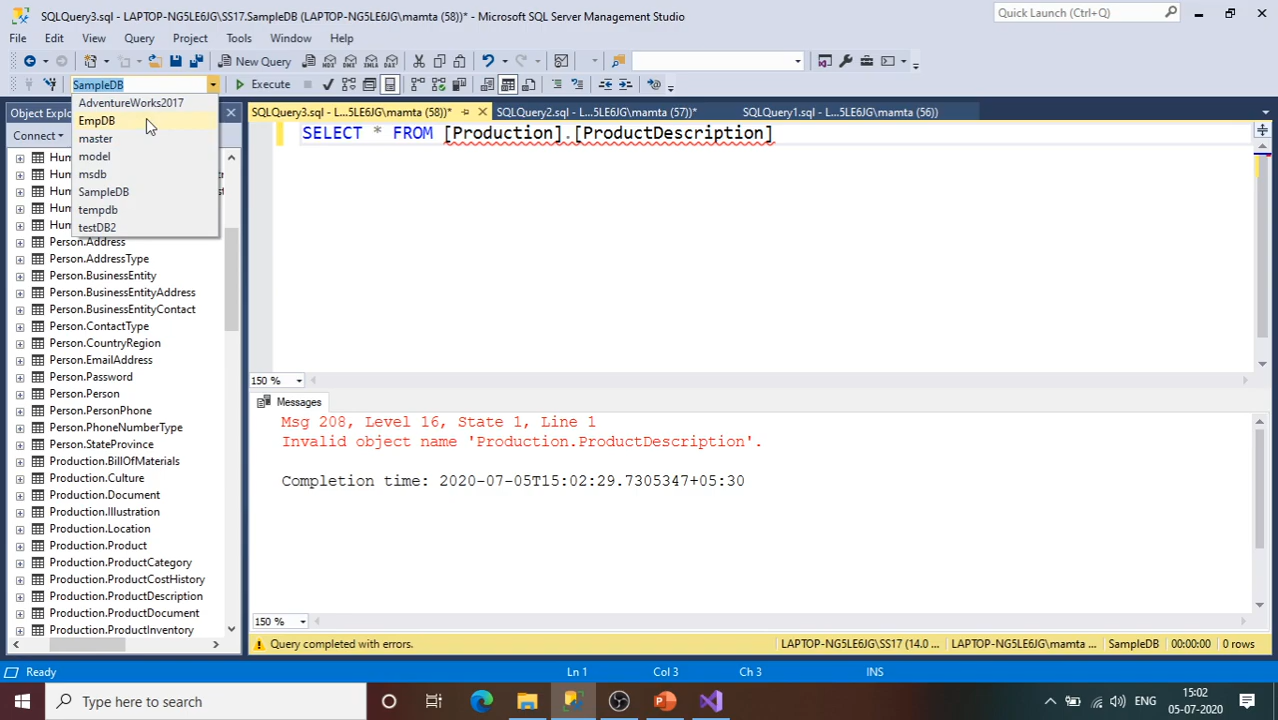 SQLQuery3.sql - LAPTOP-NG5LE6JG\SS17.SampleDB (LAPTOP-NG5LE6JG\mamta (58))* - Microsoft SQL Server Management Studio
Quick Launch (Ctrl+Q)
File Edit View Query Project Tools Window Help
New Query
SampleDB
Execute
AdventureWorks2017
EmpDB
master
model
msdb
SampleDB
tempdb
testDB2
Object Explo
Connect
SQLQuery3.sql - L...5LE6JG\mamta (58))*
SQLQuery2.sql - L...5LE6JG\mamta (57))*
SQLQuery1.sql - L...5LE6JG\mamta (56))
SELECT * FROM [Production].[ProductDescription]
Hum
Hum
Hum
Hum
Hum
Person.Address
Person.AddressType
Person.BusinessEntity
Person.BusinessEntityAddress
Person.BusinessEntityContact
Person.ContactType
Person.CountryRegion
Person.EmailAddress
Person.Password
Person.Person
Person.PersonPhone
Person.PhoneNumberType
Person.StateProvince
Production.BillOfMaterials
Production.Culture
Production.Document
Production.Illustration
Production.Location
Production.Product
Production.ProductCategory
Production.ProductCostHistory
Production.ProductDescription
Production.ProductDocument
Production.ProductInventory
150 %
Messages
Msg 208, Level 16, State 1, Line 1
Invalid object name 'Production.ProductDescription'.
Completion time: 2020-07-05T15:02:29.7305347+05:30
150 %
Query completed with errors.
LAPTOP-NG5LE6JG\SS17 (14.0 ... LAPTOP-NG5LE6JG\mamta ... SampleDB 00:00:00 0 rows
Ready
Ln 1 Col 3 Ch 3 INS
Type here to search
ENG
15:02
05-07-2020